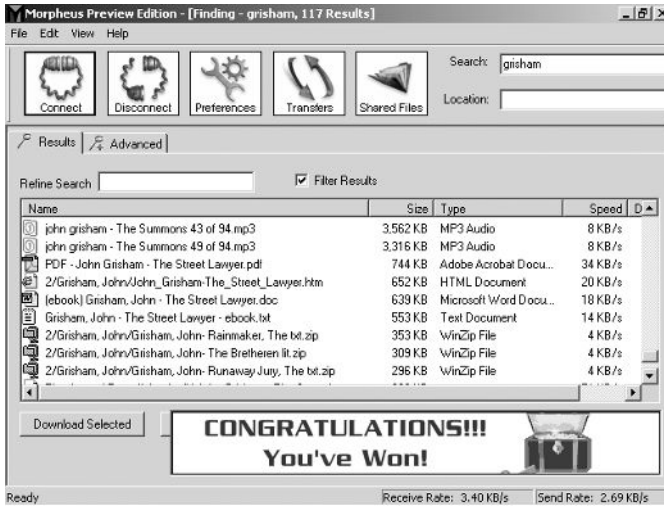 Morpheus Preview Edition - [Finding - grisham, 117 Results]
File Edit View Help
Connect Disconnect Preferences Transfers Shared Files
Search: grisham
Location:
Results Advanced
Refine Search Filter Results
Name Size Type Speed D
john grisham - The Summons 43 of 94.mp3 3,562 KB MP3 Audio 8 KB/s
john grisham - The Summons 49 of 94.mp3 3,316 KB MP3 Audio 8 KB/s
PDF - John Grisham - The Street Lawyer.pdf 744 KB Adobe Acrobat Docu... 34 KB/s
2/Grisham, John/John_Grisham-The_Street_Lawyer.htm 652 KB HTML Document 20 KB/s
(ebook) Grisham, John - The Street Lawyer.doc 639 KB Microsoft Word Docu... 18 KB/s
Grisham, John - The Street Lawyer - ebook.txt 553 KB Text Document 14 KB/s
2/Grisham, John/Grisham, John- Rainmaker, The txt.zip 353 KB WinZip File 4 KB/s
2/Grisham, John/Grisham, John- The Bretheren lit.zip 309 KB WinZip File 4 KB/s
2/Grisham, John/Grisham, John- Runaway Jury, The txt.zip 296 KB WinZip File 4 KB/s
Download Selected
CONGRATULATIONS!!!
You've Won!
Ready Receive Rate: 3.40 KB/s Send Rate: 2.69 KB/s